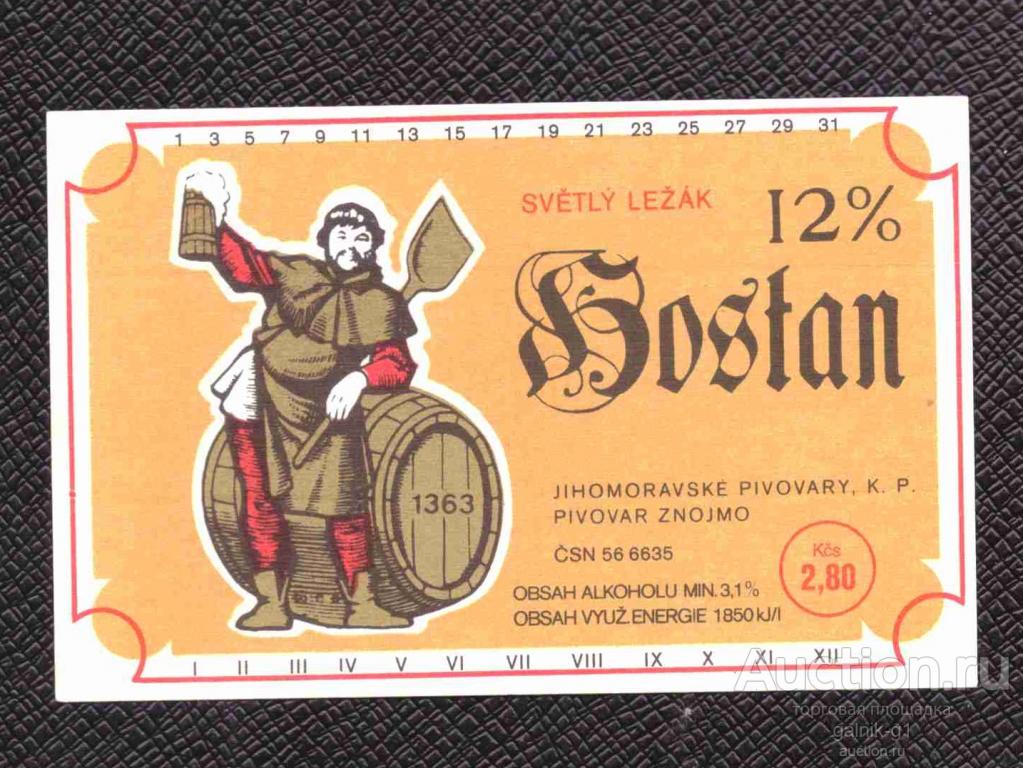 1 3 5 7 9 11 13 15 17 19 21 23 25 27 29 31
SVĚTLÝ LEŽÁK
12%
Hostan
1363
JIHOMORAVSKÉ PIVOVARY, K. P.
PIVOVAR ZNOJMO
ČSN 56 6635
Kčs
2,80
OBSAH ALKOHOLU MIN. 3,1%
OBSAH VYUŽ. ENERGIE 1850 kJ/l
I II III IV V VI VII VIII IX X XI XII
Auction.ru
торговая площадка
galnik-g1
auction.ru